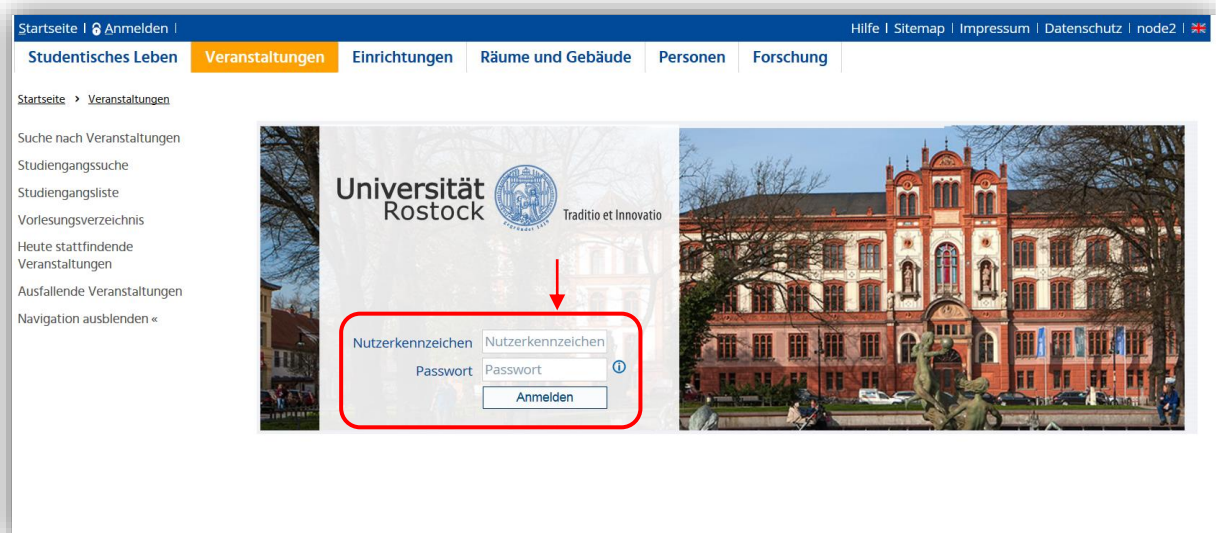 Startseite | Anmelden |
Hilfe | Sitemap | Impressum | Datenschutz | node2 |
Studentisches Leben Veranstaltungen Einrichtungen Räume und Gebäude Personen Forschung
Startseite > Veranstaltungen
Suche nach Veranstaltungen
Studiengangssuche
Studiengangsliste
Vorlesungsverzeichnis
Heute stattfindende
Veranstaltungen
Ausfallende Veranstaltungen
Navigation ausblenden «
Universität
Rostock
Traditio et Innovatio
Nutzerkennzeichen Nutzerkennzeichen
Passwort Passwort
Anmelden